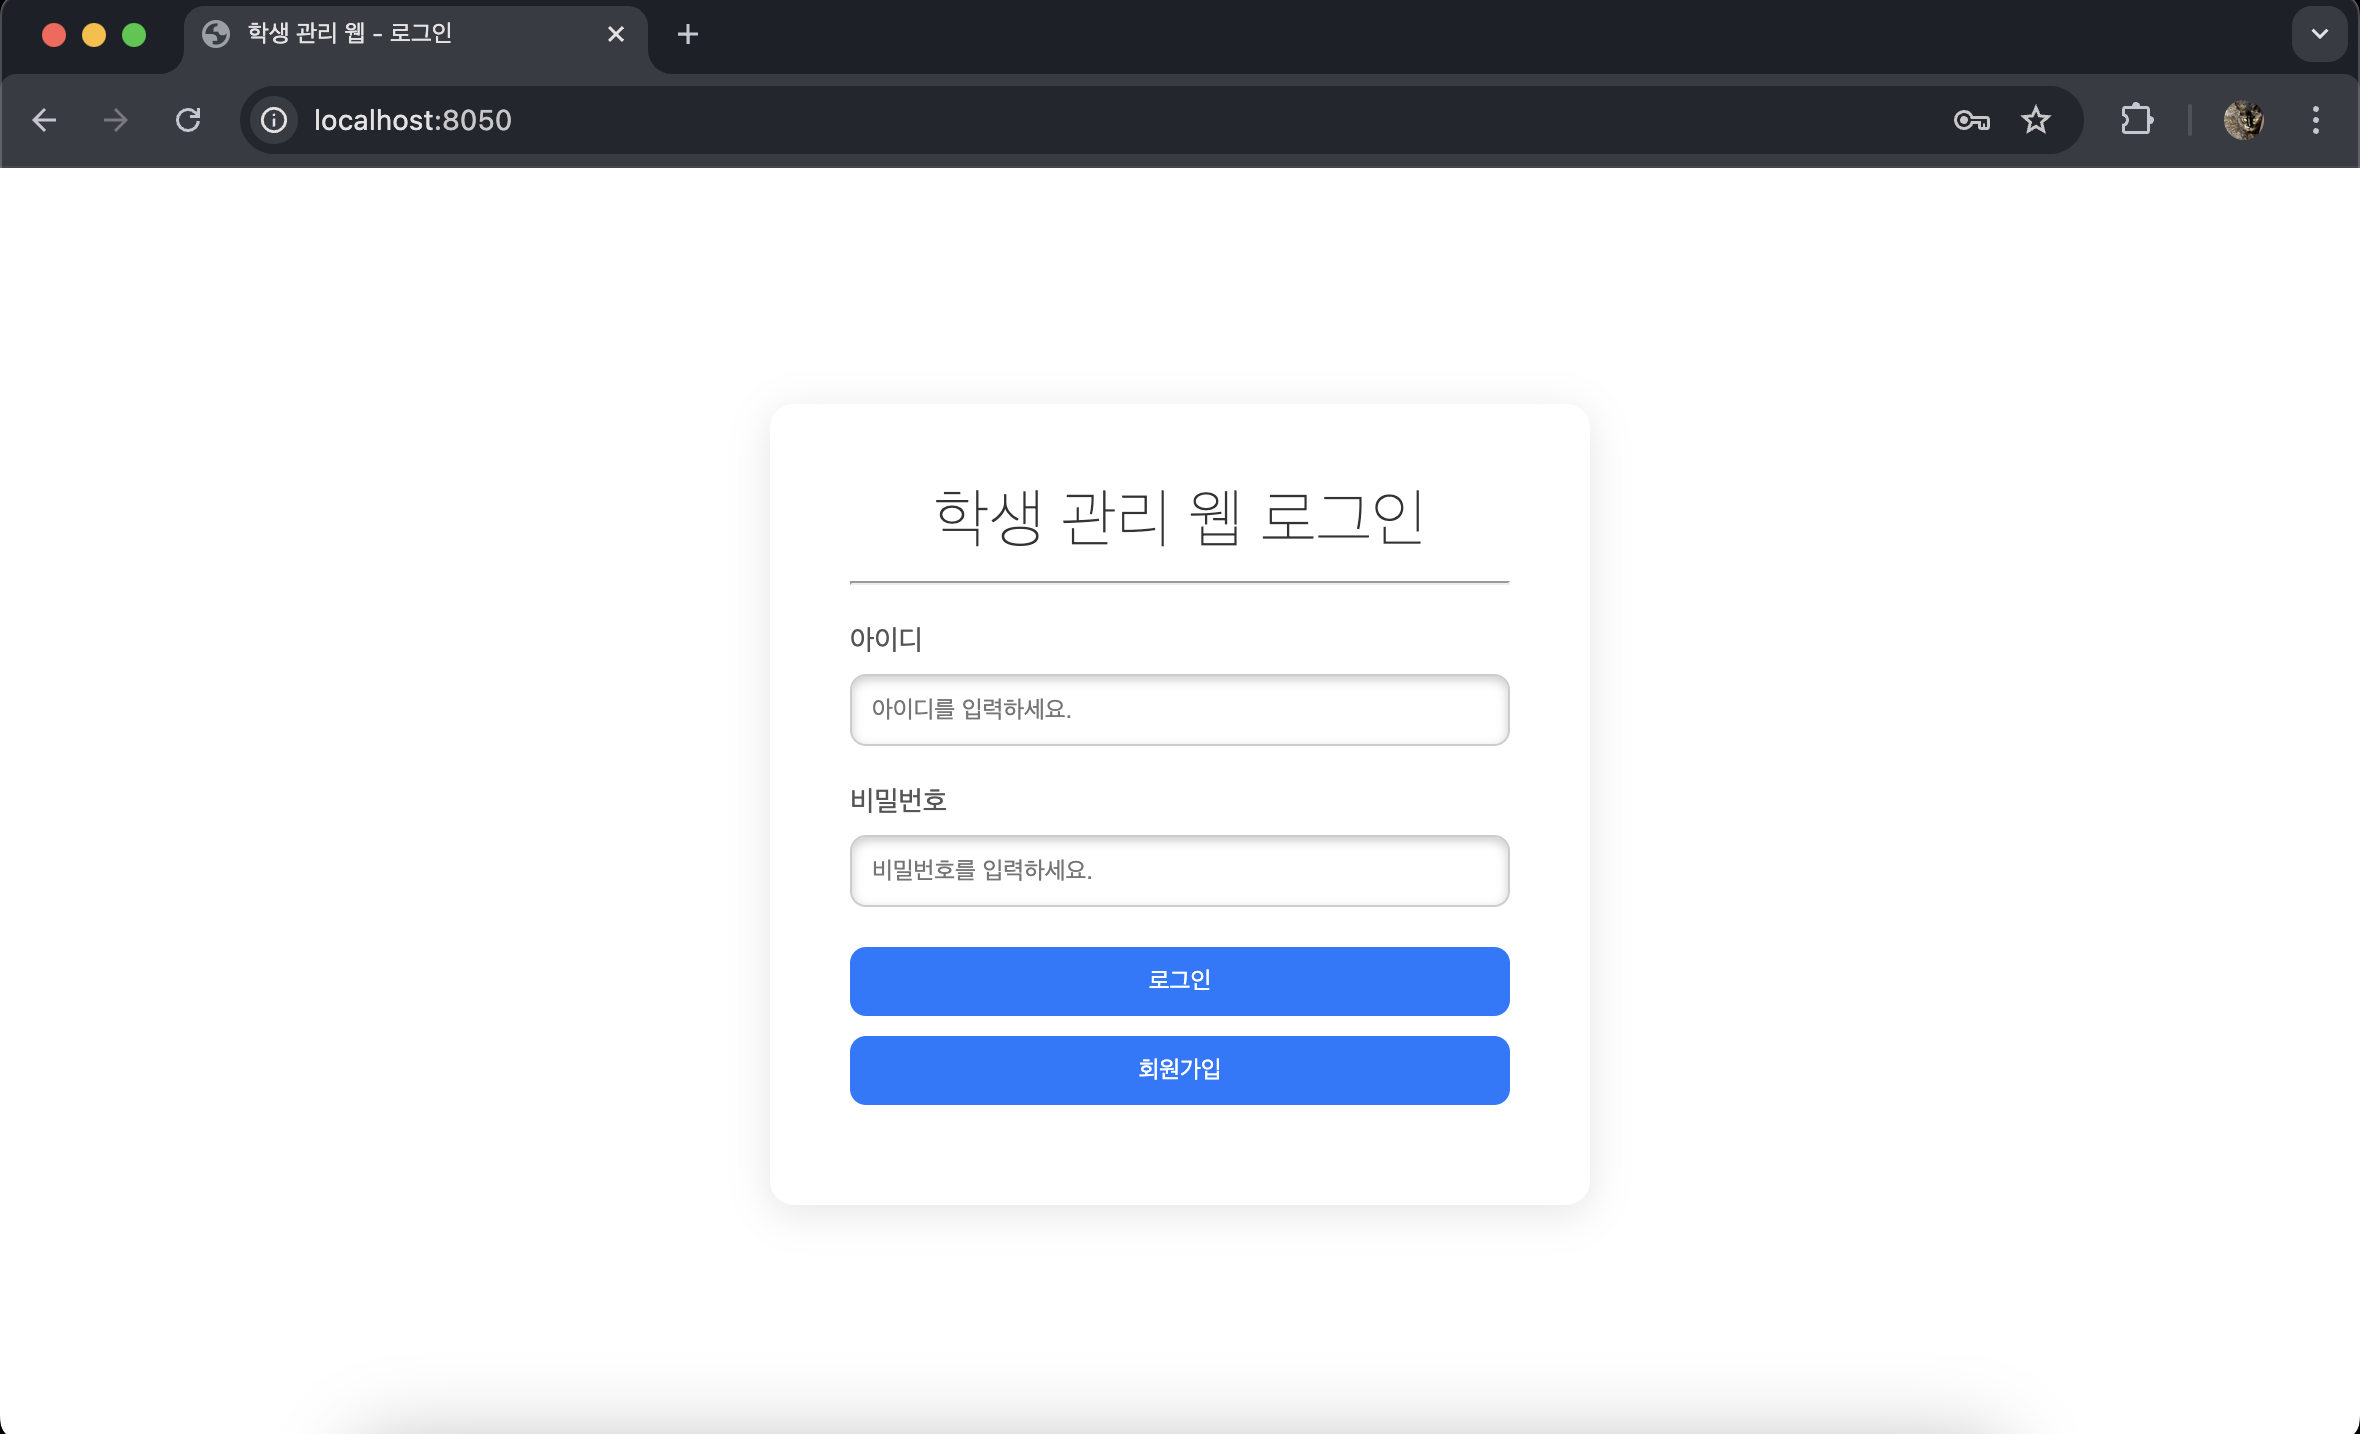 학생 관리 웹 - 로그인
localhost:8050
학생 관리 웹 로그인
아이디
아이디를 입력하세요.
비밀번호
비밀번호를 입력하세요.
로그인
회원가입